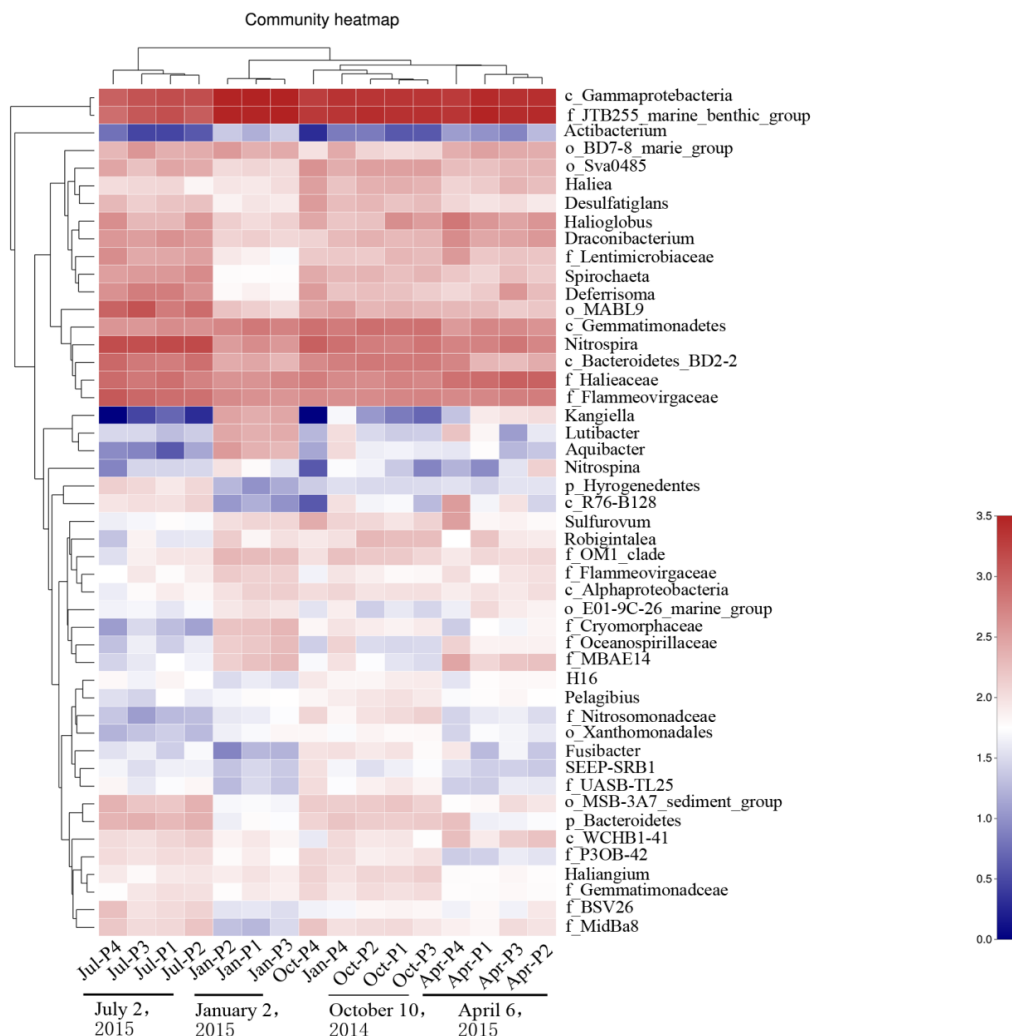 Community heatmap
c_Gammaprotebacteria
f_JTB255_marine_benthic_group
Actibacterium
o_BD7-8_marie_group
o_Sva0485
Haliea
Desulfatiglans
Halioglobus
Draconibacterium
f_Lentimicrobiaceae
Spirochaeta
Deferrisoma
o_MABL9
c_Gemmatimonadetes
Nitrospira
c_Bacteroidetes_BD2-2
f_Halieaceae
f_Flammeovirgaceae
Kangiella
Lutibacter
Aquibacter
Nitrospina
p_Hyrogenedentes
c_R76-B128
Sulfurovum
Robigintalea
f_OM1_clade
f_Flammeovirgaceae
c_Alphaproteobacteria
o_E01-9C-26_marine_group
f_Cryomorphaceae
f_Oceanospirillaceae
f_MBAE14
H16
Pelagibius
f_Nitrosomonadceae
o_Xanthomonadales
Fusibacter
SEEP-SRB1
f_UASB-TL25
o_MSB-3A7_sediment_group
p_Bacteroidetes
c_WCHB1-41
f_P3OB-42
Haliangium
f_Gemmatimonadceae
f_BSV26
f_MidBa8
3.5
3.0
2.5
2.0
1.5
1.0
0.5
0.0
Jul-P4
Jul-P3
Jul-P1
Jul-P2
Jan-P2
Jan-P1
Jan-P3
Oct-P4
Jan-P4
Oct-P2
Oct-P1
Oct-P3
Apr-P4
Apr-P1
Apr-P3
Apr-P2
July 2,
2015
January 2,
2015
October 10,
2014
April 6,
2015